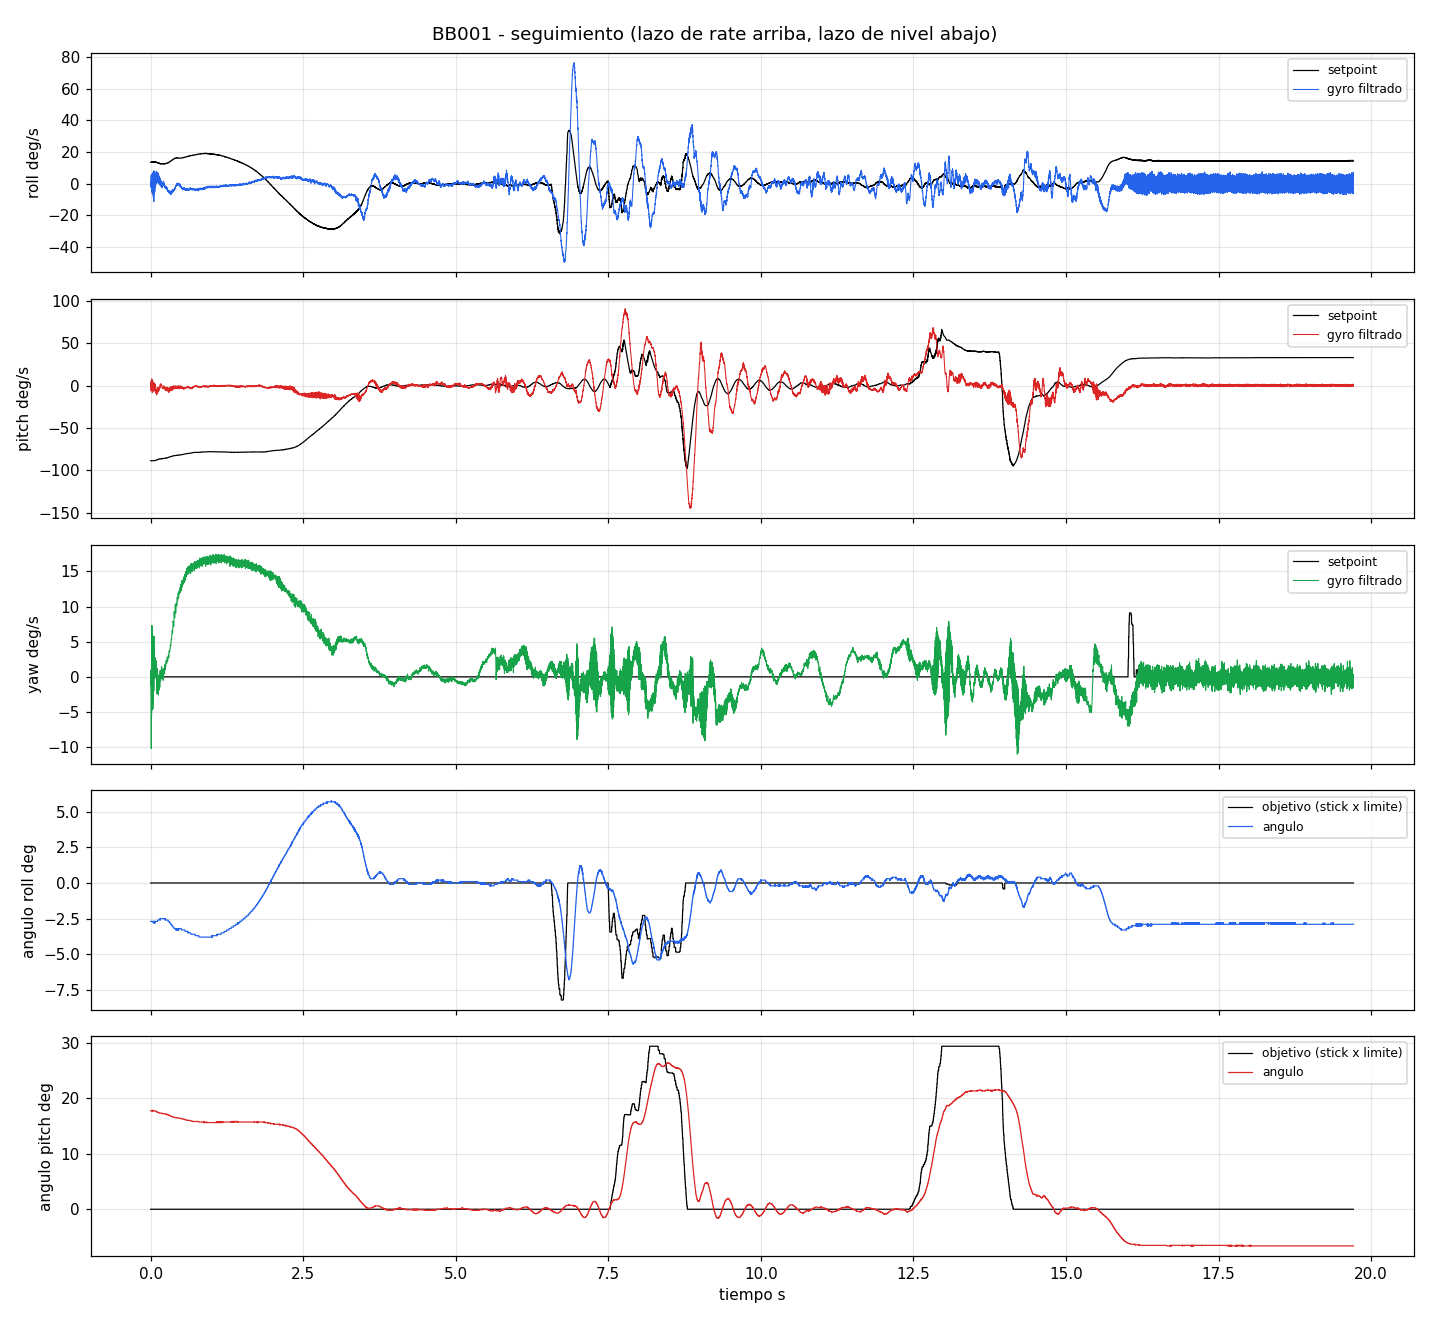 BB001 - seguimiento (lazo de rate arriba, lazo de nivel abajo)
80
60
40
20
0
−20
−40
roll deg/s
setpoint
gyro filtrado
100
50
0
−50
−100
−150
pitch deg/s
setpoint
gyro filtrado
15
10
5
0
−5
−10
yaw deg/s
setpoint
gyro filtrado
5.0
2.5
0.0
−2.5
−5.0
−7.5
angulo roll deg
objetivo (stick x limite)
angulo
30
20
10
0
angulo pitch deg
objetivo (stick x limite)
angulo
0.0 2.5 5.0 7.5 10.0 12.5 15.0 17.5 20.0
tiempo s